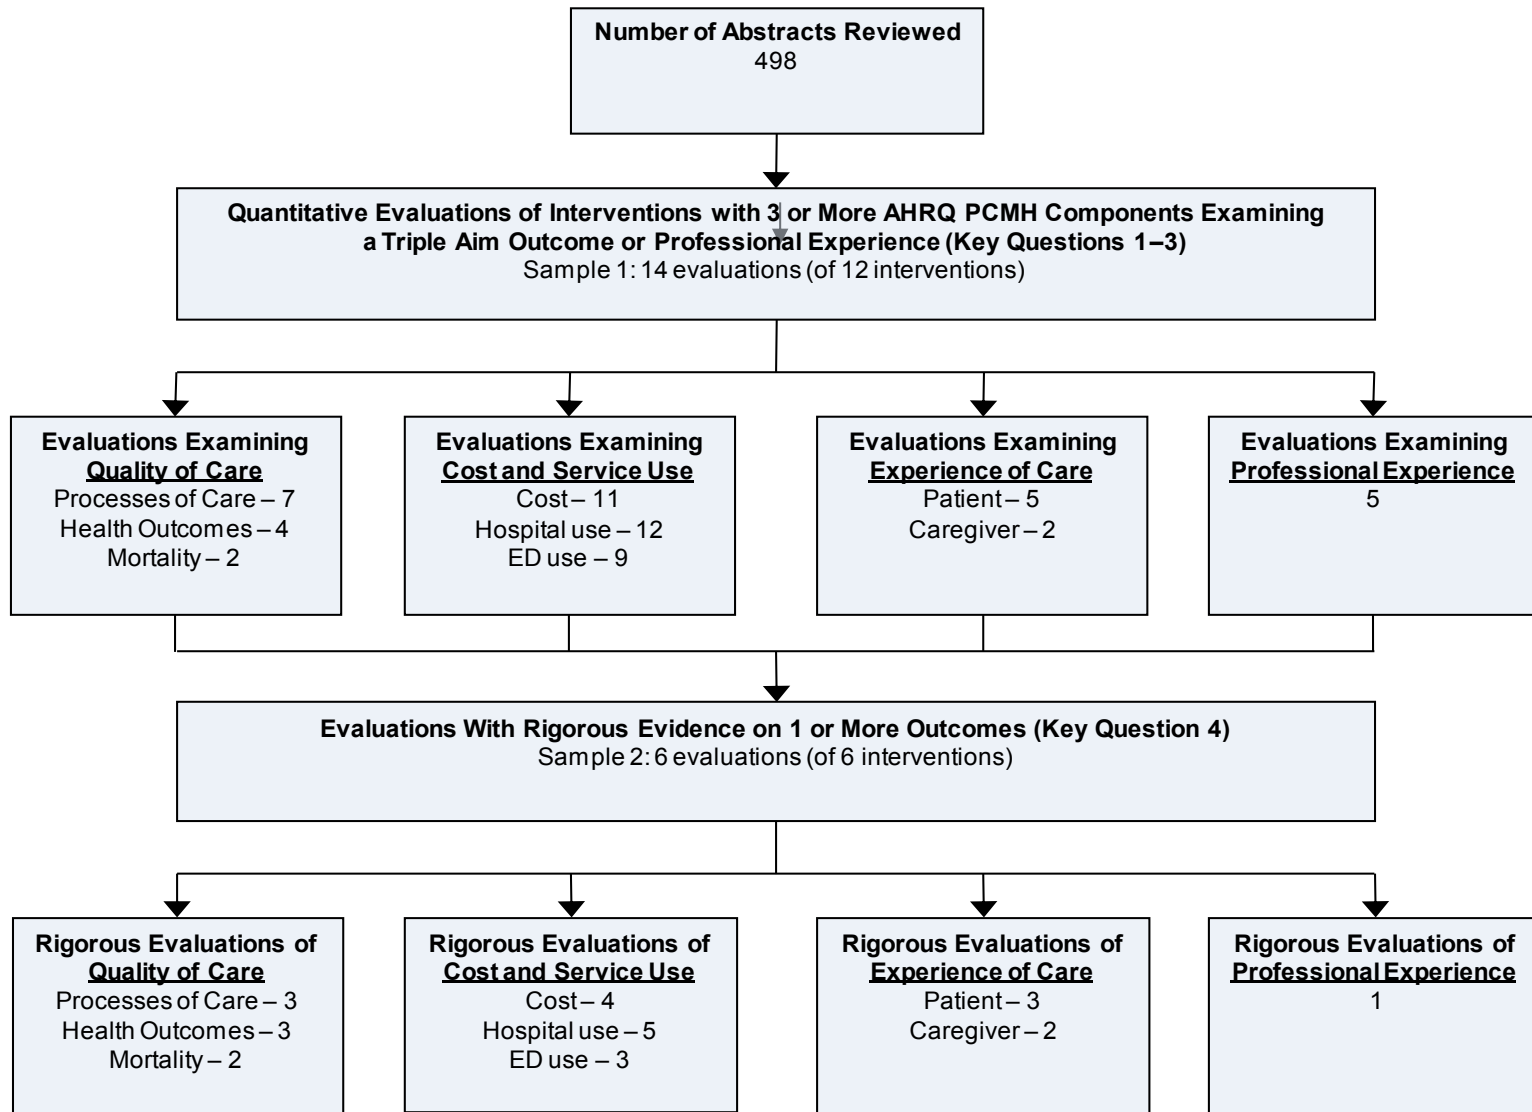 Number of Abstracts Reviewed
498
Quantitative Evaluations of Interventions with 3 or More AHRQ PCMH Components Examining
a Triple Aim Outcome or Professional Experience (Key Questions 1–3)
Sample 1: 14 evaluations (of 12 interventions)
Evaluations Examining
Quality of Care
Processes of Care – 7
Health Outcomes – 4
Mortality – 2
Evaluations Examining
Cost and Service Use
Cost – 11
Hospital use – 12
ED use – 9
Evaluations Examining
Experience of Care
Patient – 5
Caregiver – 2
Evaluations Examining
Professional Experience
5
Evaluations With Rigorous Evidence on 1 or More Outcomes (Key Question 4)
Sample 2: 6 evaluations (of 6 interventions)
Rigorous Evaluations of
Quality of Care
Processes of Care – 3
Health Outcomes – 3
Mortality – 2
Rigorous Evaluations of
Cost and Service Use
Cost – 4
Hospital use – 5
ED use – 3
Rigorous Evaluations of
Experience of Care
Patient – 3
Caregiver – 2
Rigorous Evaluations of
Professional Experience
1